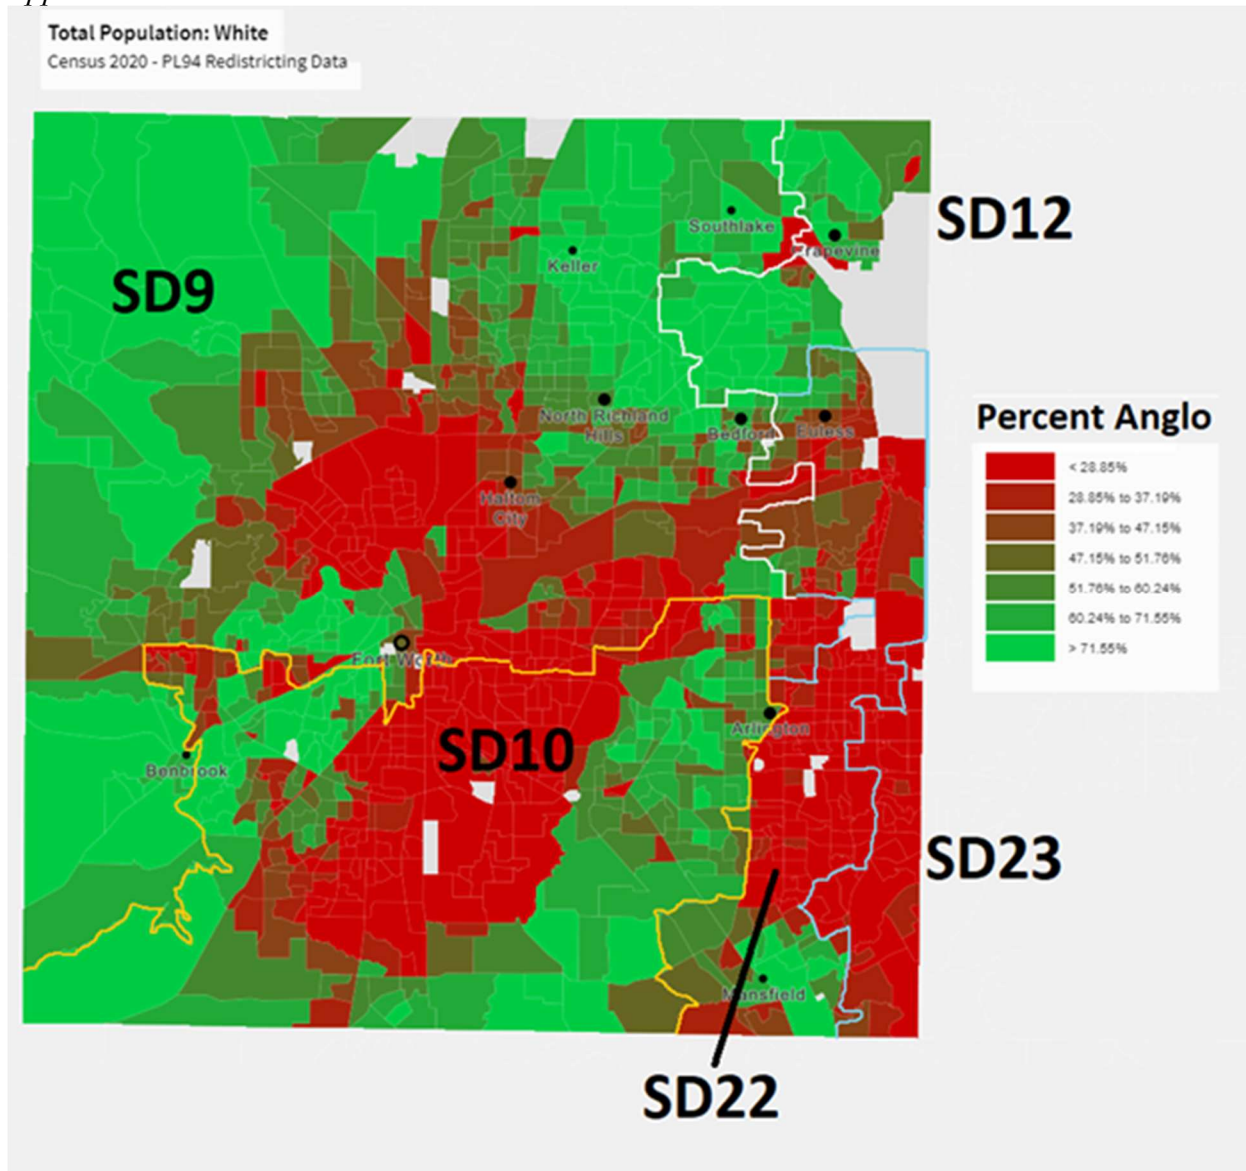 Total Population: White
Census 2020 - PL94 Redistricting Data
SD12
Southlake
Grapevine
Keller
SD9
North Richland
Hills
Bedford
Euless
Percent Anglo
< 28.85%
28.85% to 37.19%
37.19% to 47.15%
47.15% to 51.76%
51.76% to 60.24%
60.24% to 71.55%
> 71.55%
Haltom
City
Fort Worth
SD10
Arlington
Benbrook
SD23
Mansfield
SD22